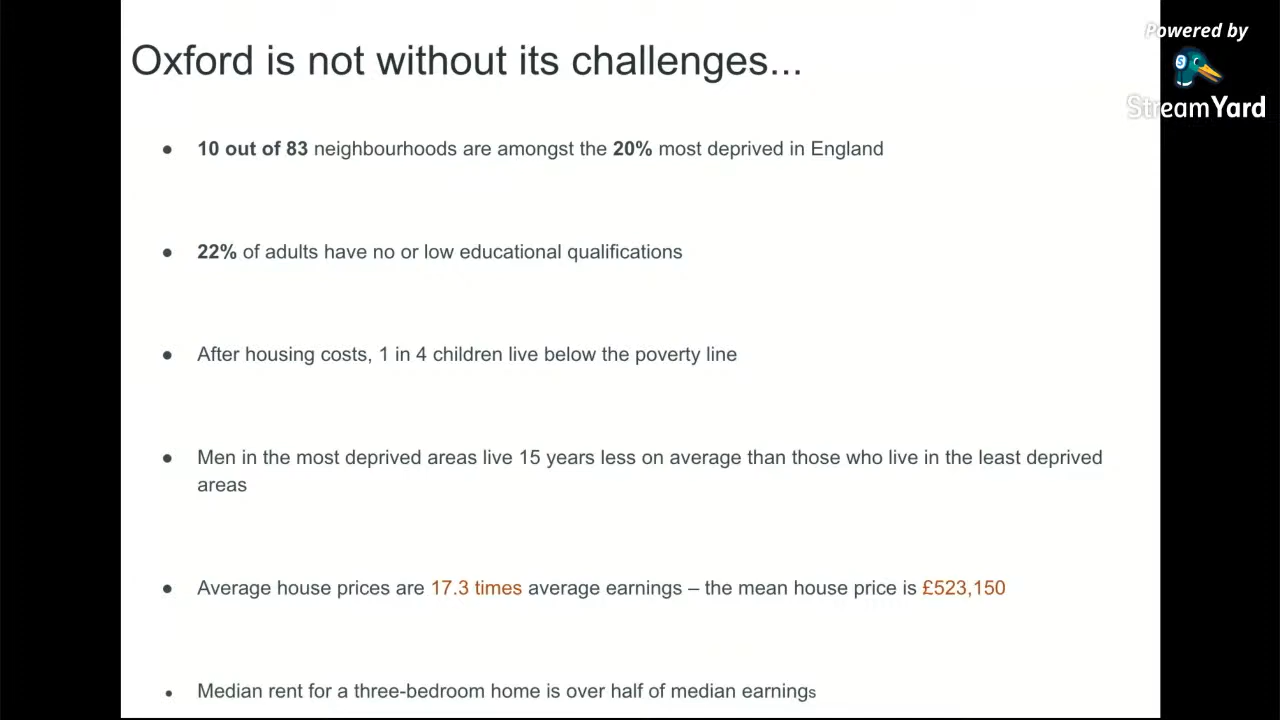 Oxford is not without its challenges...
Powered by
S
StreamYard
● 10 out of 83 neighbourhoods are amongst the 20% most deprived in England
● 22% of adults have no or low educational qualifications
● After housing costs, 1 in 4 children live below the poverty line
● Men in the most deprived areas live 15 years less on average than those who live in the least deprived
areas
● Average house prices are 17.3 times average earnings – the mean house price is £523,150
● Median rent for a three-bedroom home is over half of median earnings